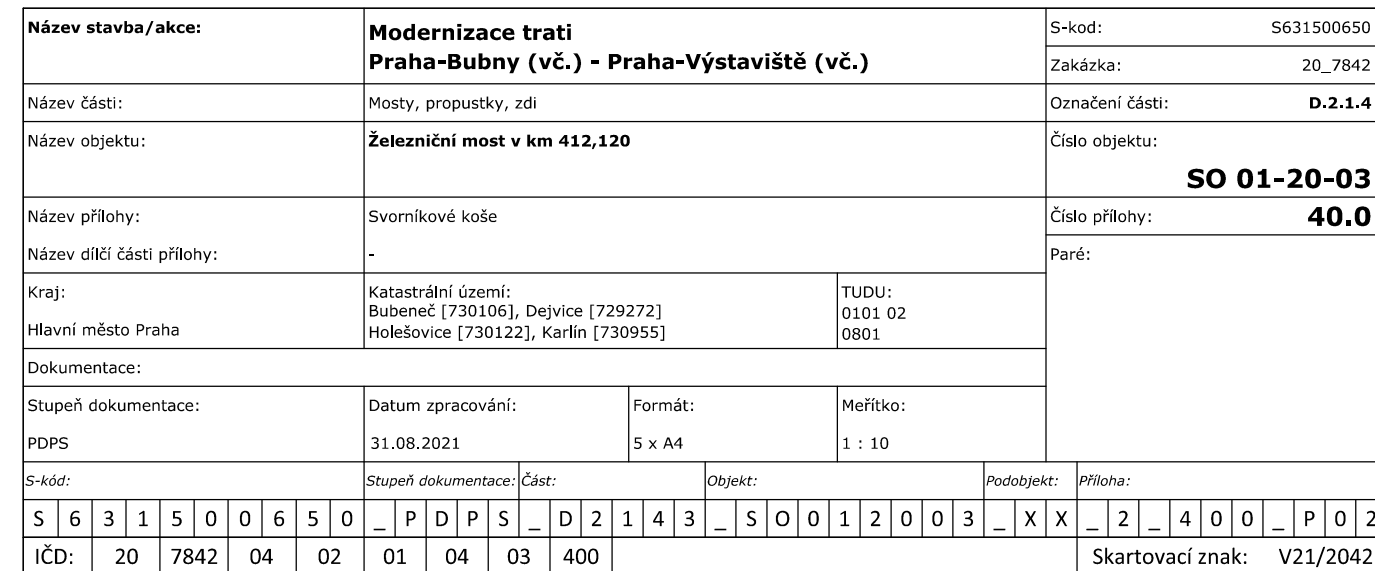 Název stavba/akce:
Modernizace trati
Praha-Bubny (vč.) - Praha-Výstaviště (vč.)
S-kod: S631500650
Zakázka: 20_7842
Název části: Mosty, propustky, zdi
Označení části: D.2.1.4
Název objektu: Železniční most v km 412,120
Číslo objektu:
SO 01-20-03
Název přílohy: Svorníkové koše
Číslo přílohy: 40.0
Název dílčí části přílohy: -
Paré:
Kraj:
Hlavní město Praha
Katastrální území:
Bubeneč [730106], Dejvice [729272]
Holešovice [730122], Karlín [730955]
TUDU:
0101 02
0801
Dokumentace:
Stupeň dokumentace: Datum zpracování: Formát: Meřítko:
PDPS 31.08.2021 5 x A4 1 : 10
S-kód: Stupeň dokumentace: Část: Objekt: Podobjekt: Příloha:
S 6 3 1 5 0 0 6 5 0 _ P D P S _ D 2 1 4 3 _ S O 0 1 2 0 0 3 _ X X _ 2 _ 4 0 0 _ P 0 2
IČD: 20 7842 04 02 01 04 03 400 Skartovací znak: V21/2042